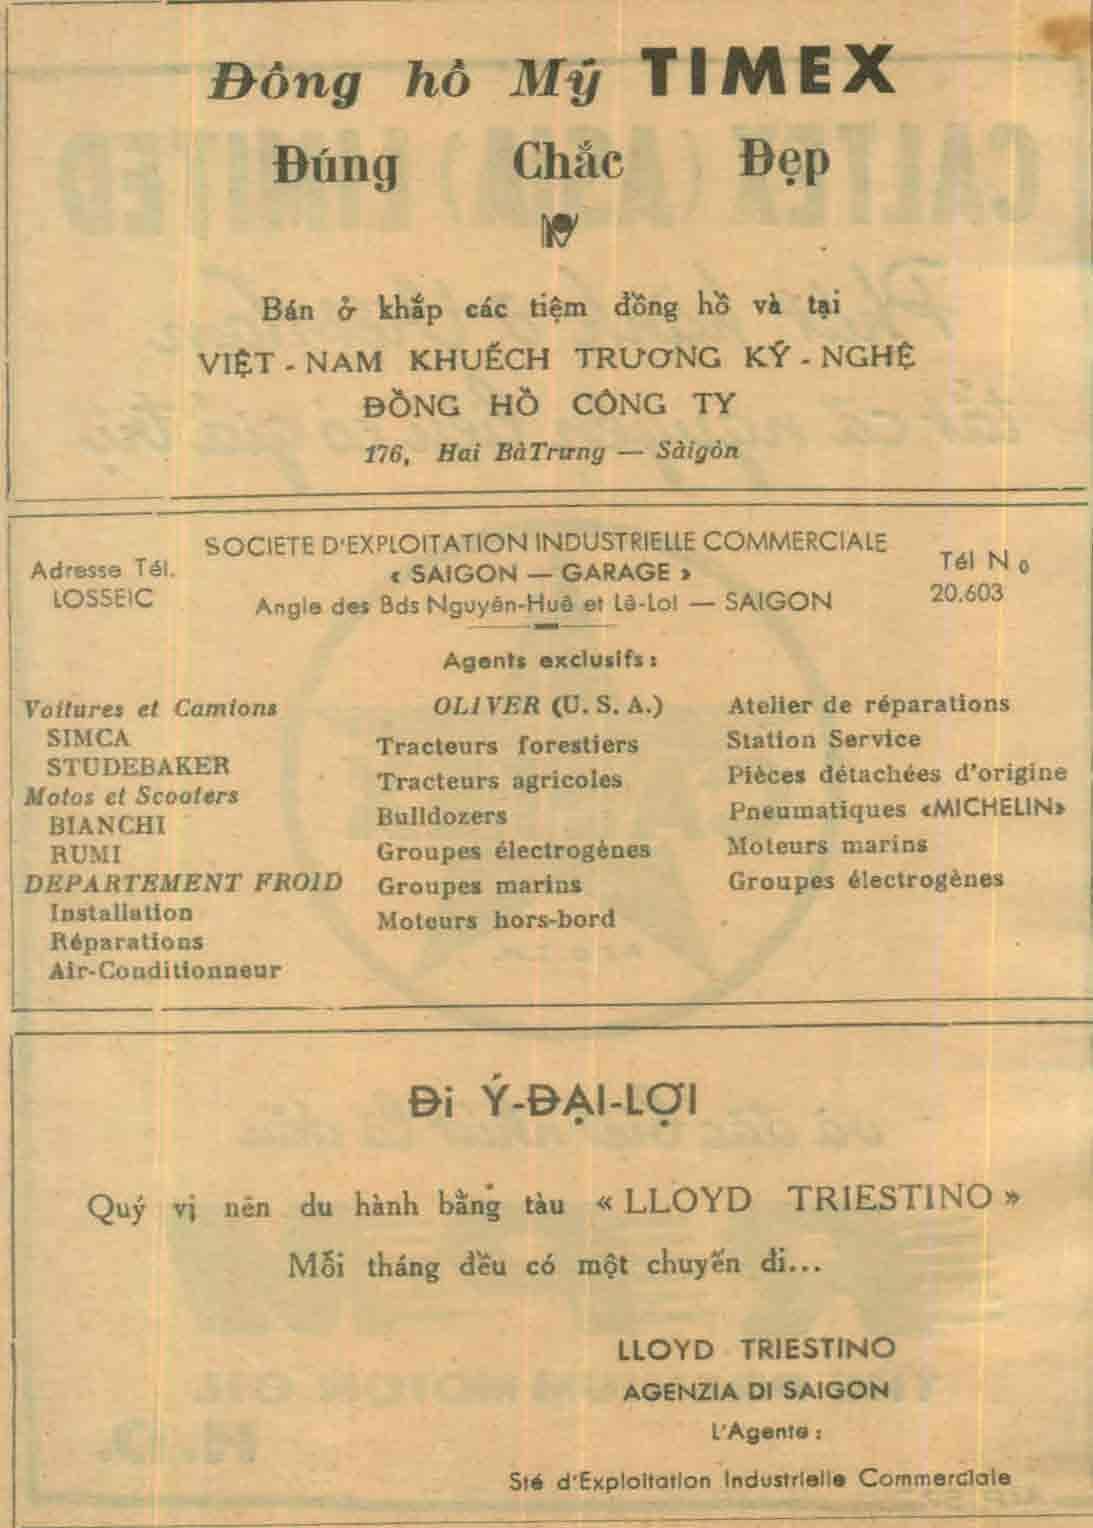 Đồng hồ Mỹ TIMEX
Đúng Chắc Đẹp
Bán ở khắp các tiệm đồng hồ và tại
VIỆT - NAM KHUẾCH TRƯƠNG KỸ - NGHỆ
ĐỒNG HỒ CÔNG TY
176, Hai BàTrưng — Sàigòn
SOCIETE D'EXPLOITATION INDUSTRIELLE COMMERCIALE
« SAIGON — GARAGE »
Angle des Bds Nguyên-Huê et Lê-Loi — SAIGON
Adresse Tél.
LOSSEIC
Tél No
20.603
Agents exclusifs :
Voitures et Camions
SIMCA
STUDEBAKER
Motos et Scooters
BIANCHI
RUMI
DEPARTEMENT FROID
Installation
Réparations
Air-Conditionneur
OLIVER (U. S. A.)
Tracteurs forestiers
Tracteurs agricoles
Bulldozers
Groupes électrogènes
Groupes marins
Moteurs hors-bord
Atelier de réparations
Station Service
Pièces détachées d'origine
Pneumatiques «MICHELIN»
Moteurs marins
Groupes électrogènes
Đi Ý-ĐẠI-LỢI
Quý vị nên du hành bằng tàu « LLOYD TRIESTINO »
Mỗi tháng đều có một chuyến đi...
LLOYD TRIESTINO
AGENZIA DI SAIGON
L'Agente :
Sté d'Exploitation Industrielle Commerciale